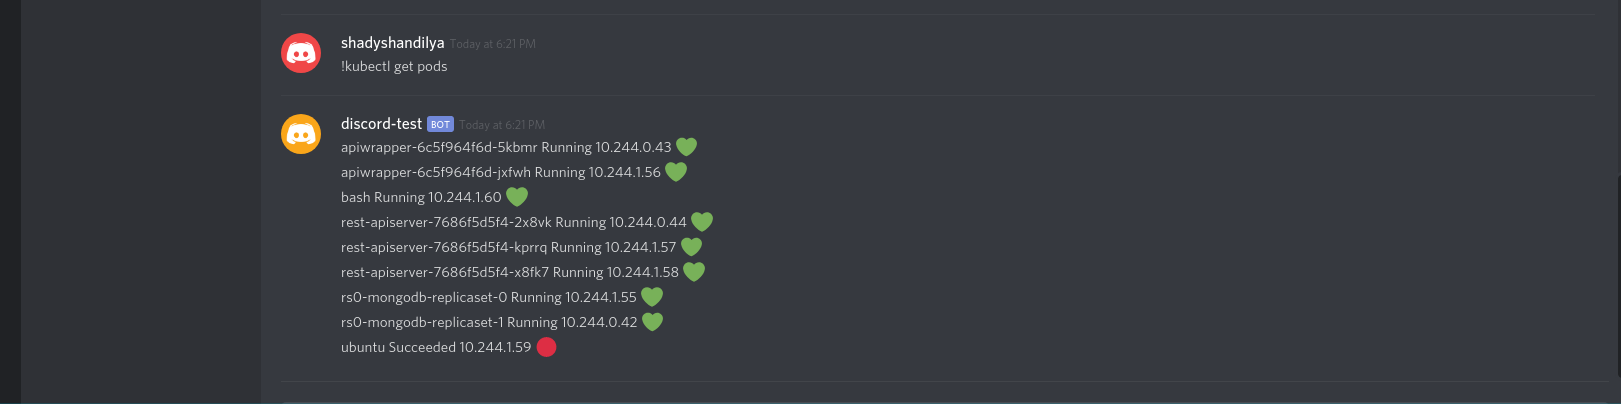 shadyshandilya Today at 6:21 PM
!kubectl get pods
discord-test BOT Today at 6:21 PM
apiwrapper-6c5f964f6d-5kbmr Running 10.244.0.43 💚
apiwrapper-6c5f964f6d-jxfwh Running 10.244.1.56 💚
bash Running 10.244.1.60 💚
rest-apiserver-7686f5d5f4-2x8vk Running 10.244.0.44 💚
rest-apiserver-7686f5d5f4-kprrq Running 10.244.1.57 💚
rest-apiserver-7686f5d5f4-x8fk7 Running 10.244.1.58 💚
rs0-mongodb-replicaset-0 Running 10.244.1.55 💚
rs0-mongodb-replicaset-1 Running 10.244.0.42 💚
ubuntu Succeeded 10.244.1.59 🔴